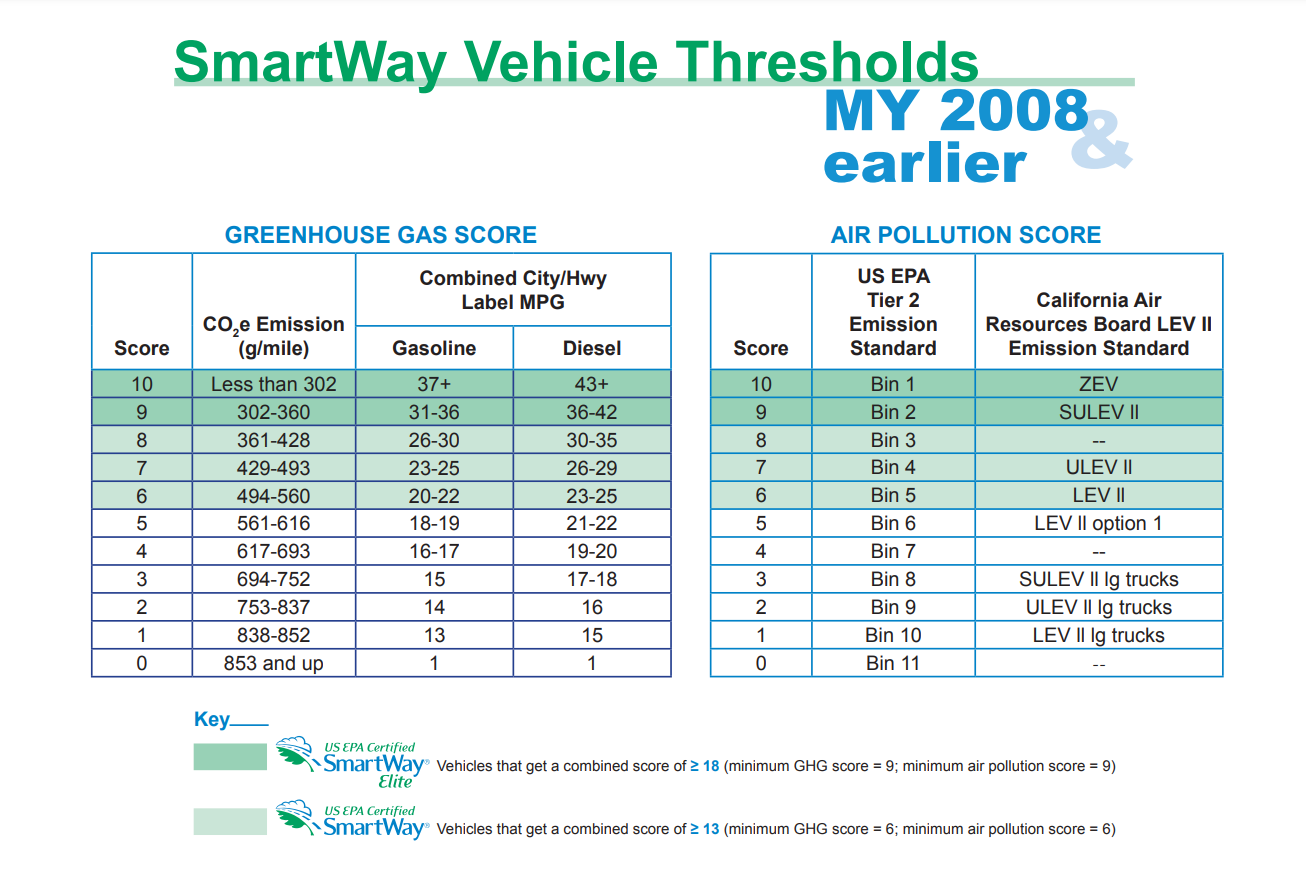 SmartWay Vehicle Thresholds
MY 2008 &
earlier
GREENHOUSE GAS SCORE
Score
CO2e Emission
(g/mile)
Combined City/Hwy
Label MPG
Gasoline Diesel
10 Less than 302 37+ 43+
9 302-360 31-36 36-42
8 361-428 26-30 30-35
7 429-493 23-25 26-29
6 494-560 20-22 23-25
5 561-616 18-19 21-22
4 617-693 16-17 19-20
3 694-752 15 17-18
2 753-837 14 16
1 838-852 13 15
0 853 and up 1 1
AIR POLLUTION SCORE
Score
US EPA
Tier 2
Emission
Standard
California Air
Resources Board LEV II
Emission Standard
10 Bin 1 ZEV
9 Bin 2 SULEV II
8 Bin 3 --
7 Bin 4 ULEV II
6 Bin 5 LEV II
5 Bin 6 LEV II option 1
4 Bin 7 --
3 Bin 8 SULEV II lg trucks
2 Bin 9 ULEV II lg trucks
1 Bin 10 LEV II lg trucks
0 Bin 11 --
Key
US EPA Certified
SmartWay®
Elite
Vehicles that get a combined score of ≥ 18 (minimum GHG score = 9; minimum air pollution score = 9)
US EPA Certified
SmartWay®
Vehicles that get a combined score of ≥ 13 (minimum GHG score = 6; minimum air pollution score = 6)